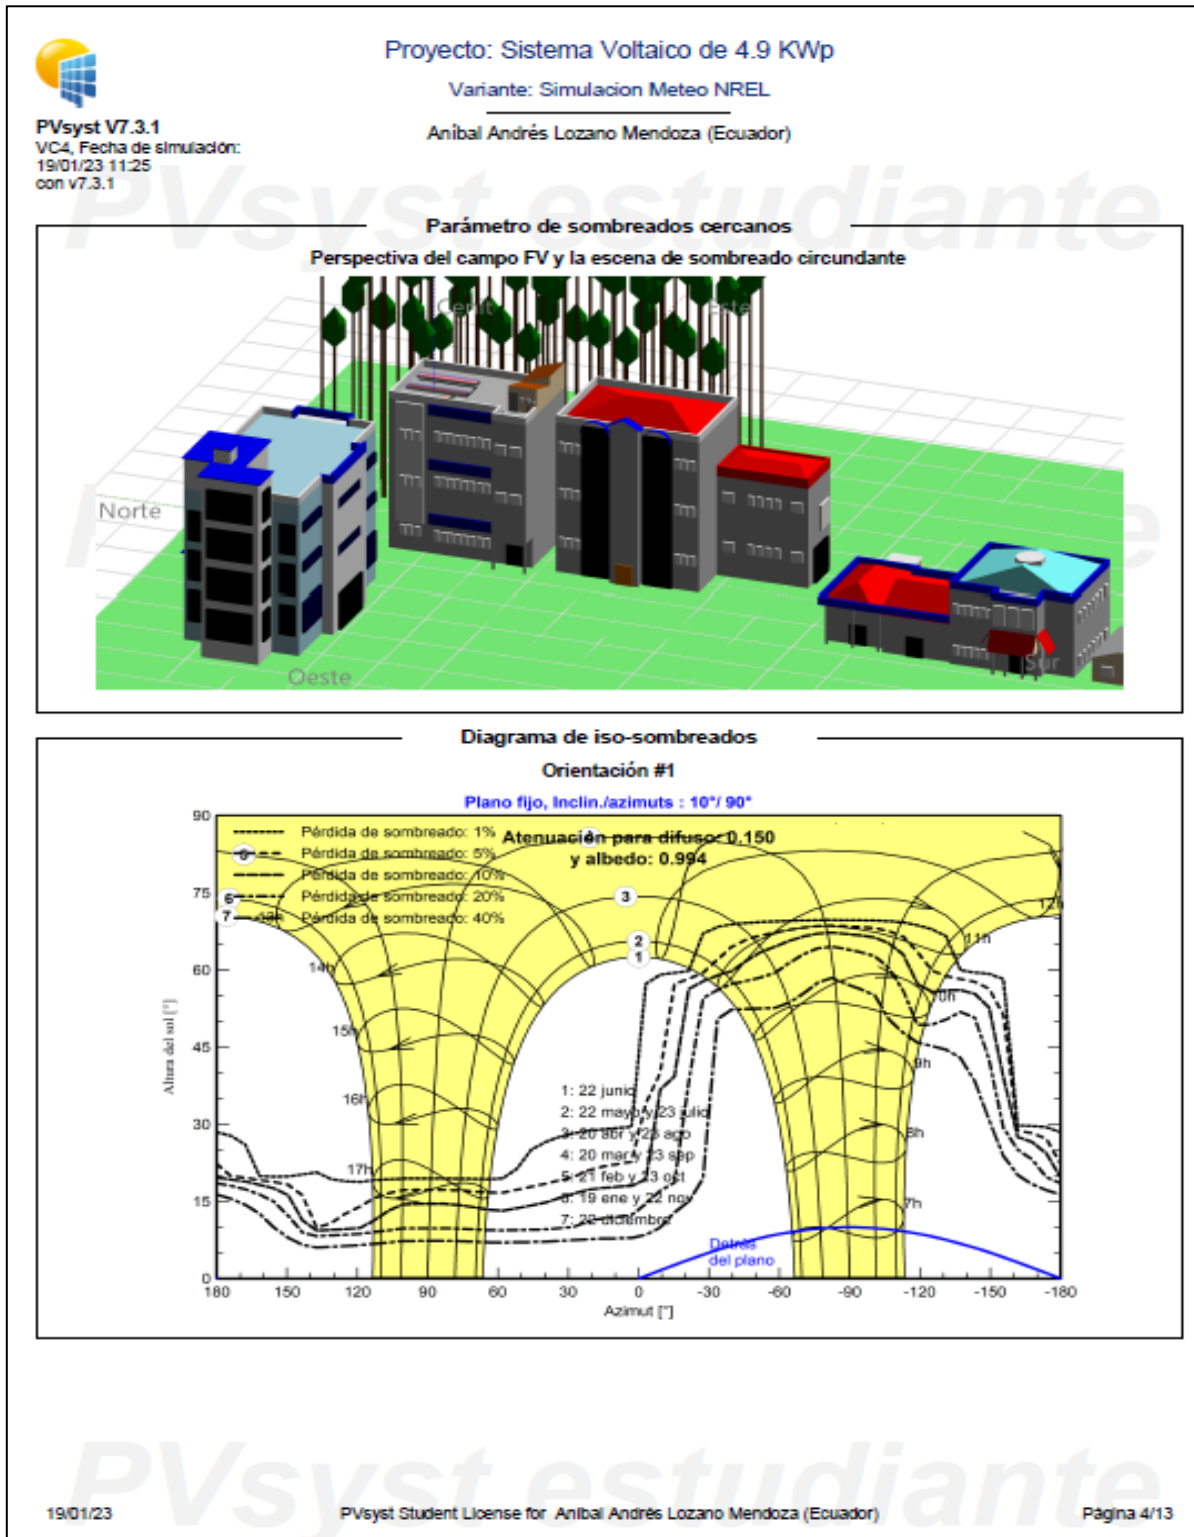 Proyecto: Sistema Voltaico de 4.9 KWp
Variante: Simulacion Meteo NREL
Aníbal Andrés Lozano Mendoza (Ecuador)
PVsyst V7.3.1
VC4, Fecha de simulación:
19/01/23 11:25
con v7.3.1
PVsyst estudiante
Parámetro de sombreados cercanos
Perspectiva del campo FV y la escena de sombreado circundante
Cenit
Este
Norte
Oeste
Sur
Diagrama de iso-sombreados
Orientación #1
Plano fijo, Inclin./azimuts : 10°/ 90°
Pérdida de sombreado: 1%
Pérdida de sombreado: 5%
Pérdida de sombreado: 10%
Pérdida de sombreado: 20%
Pérdida de sombreado: 40%
Atenuación para difuso: 0.150
y albedo: 0.994
90
75
60
45
30
15
0
Altura del sol [°]
6
7
3
2
1
13h
14h
15h
16h
17h
12h
11h
10h
9h
8h
7h
1: 22 junio
2: 22 mayo y 23 julio
3: 20 abr y 23 ago
4: 20 mar y 23 sep
5: 21 feb y 23 oct
6: 19 ene y 22 nov
7: 22 diciembre
Detrás
del plano
180 150 120 90 60 30 0 -30 -60 -90 -120 -150 -180
Azimut [°]
PVsyst estudiante
19/01/23
PVsyst Student License for Aníbal Andrés Lozano Mendoza (Ecuador)
Página 4/13